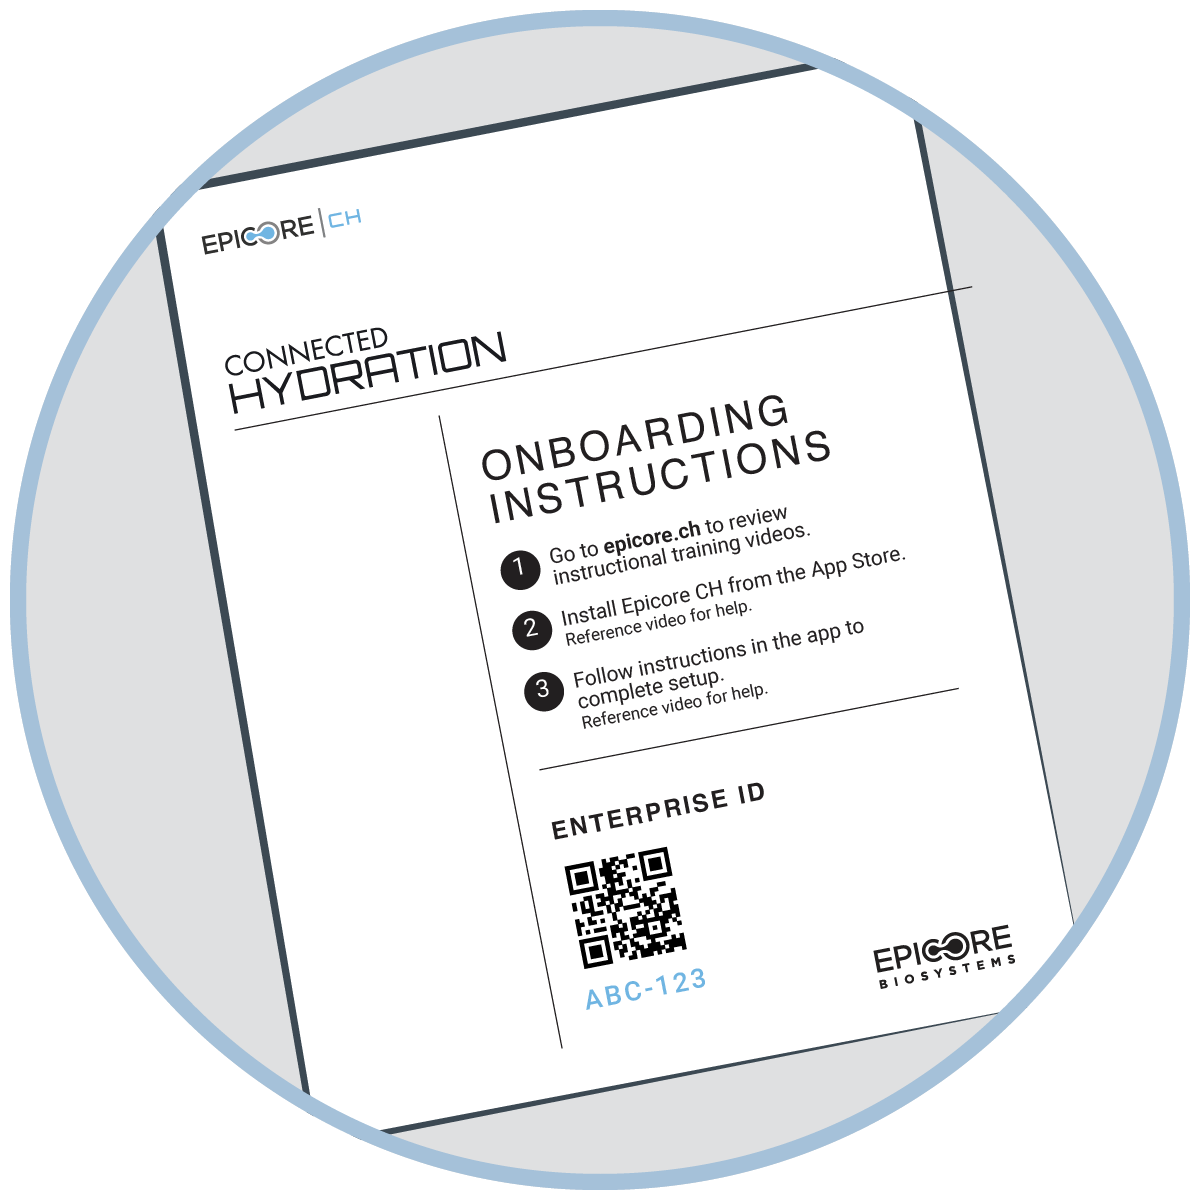 EPICORE | CH
CONNECTED
HYDRATION
ONBOARDING
INSTRUCTIONS
1 Go to epicore.ch to review
instructional training videos.
2 Install Epicore CH from the App Store.
Reference video for help.
3 Follow instructions in the app to
complete setup.
Reference video for help.
ENTERPRISE ID
ABC-123
EPICORE
BIOSYSTEMS